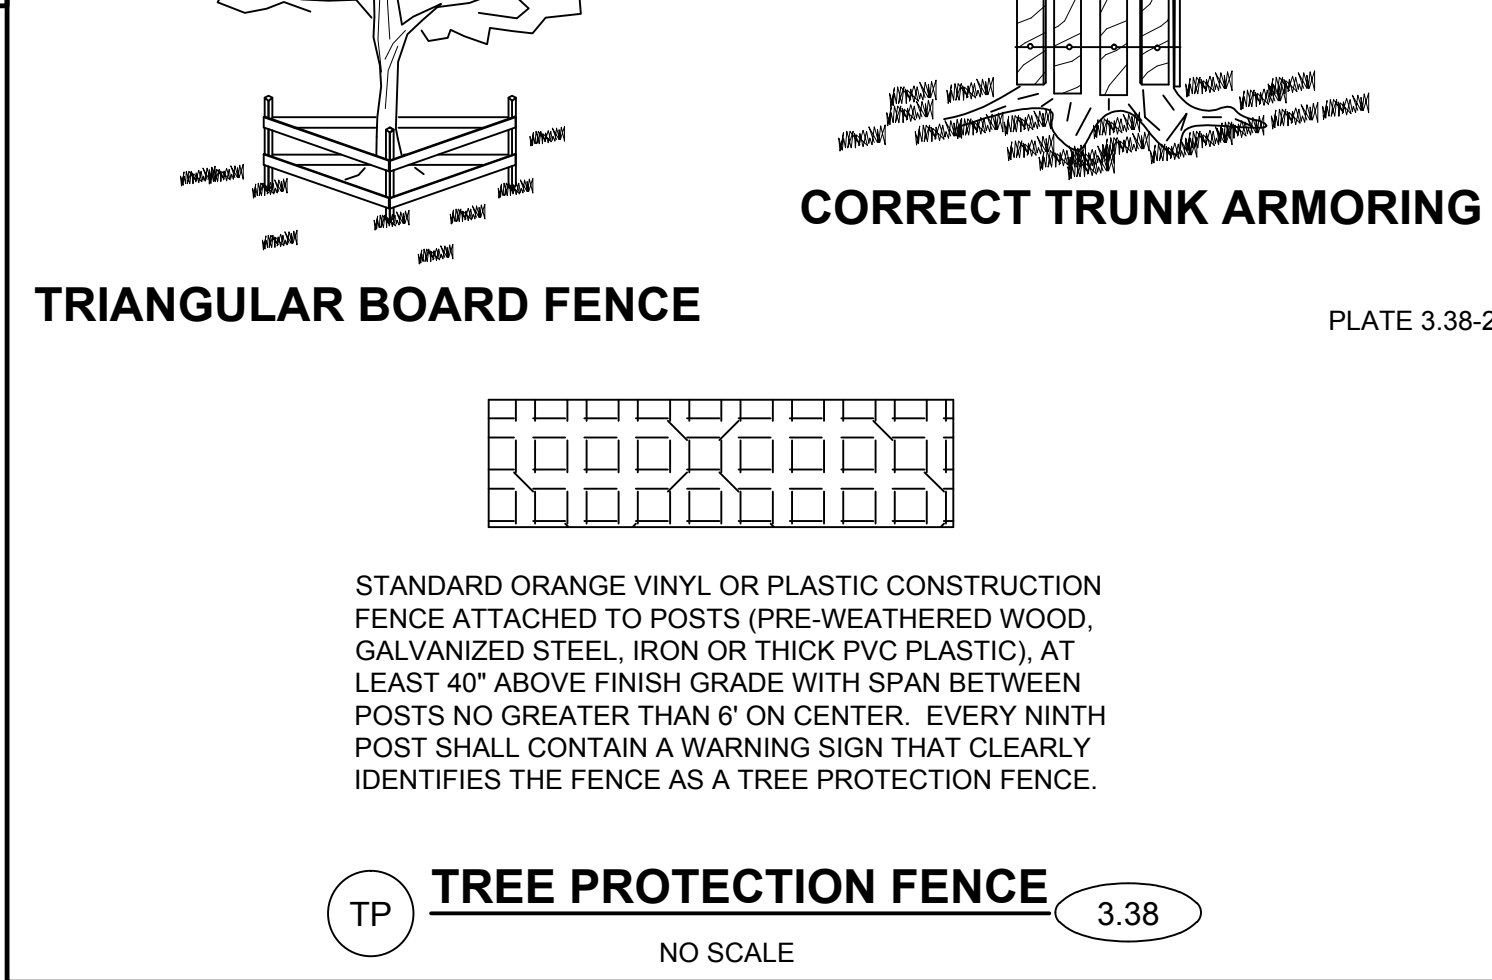 CORRECT TRUNK ARMORING
TRIANGULAR BOARD FENCE
PLATE 3.38-2
STANDARD ORANGE VINYL OR PLASTIC CONSTRUCTION
FENCE ATTACHED TO POSTS (PRE-WEATHERED WOOD,
GALVANIZED STEEL, IRON OR THICK PVC PLASTIC), AT
LEAST 40" ABOVE FINISH GRADE WITH SPAN BETWEEN
POSTS NO GREATER THAN 6' ON CENTER.  EVERY NINTH
POST SHALL CONTAIN A WARNING SIGN THAT CLEARLY
IDENTIFIES THE FENCE AS A TREE PROTECTION FENCE.
TP
TREE PROTECTION FENCE
3.38
NO SCALE